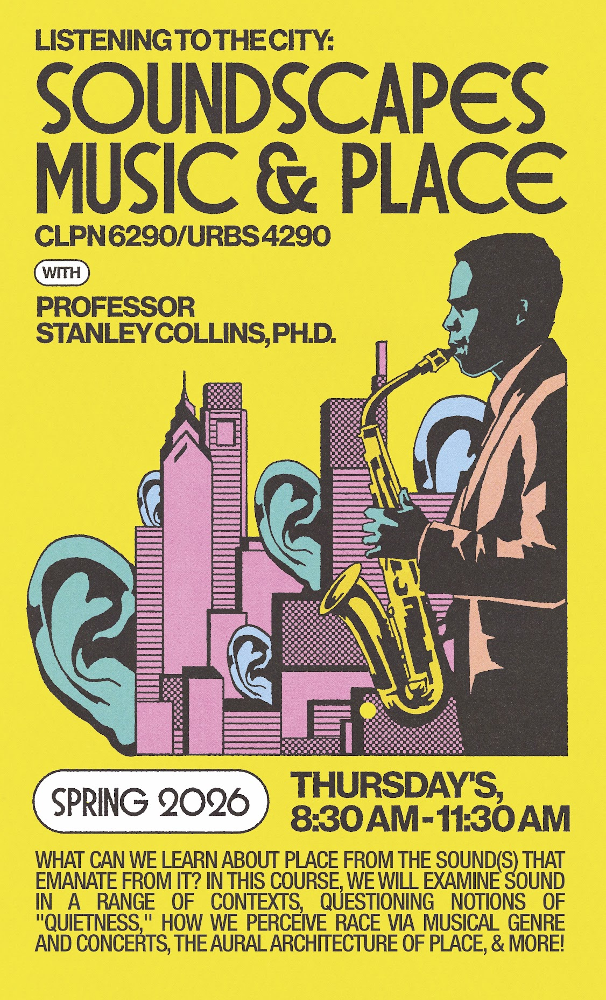 LISTENING TO THE CITY:
SOUNDSCAPES
MUSIC & PLACE
CLPN 6290/URBS 4290
WITH
PROFESSOR
STANLEY COLLINS, PH.D.
SPRING 2026
THURSDAY'S,
8:30 AM - 11:30 AM
WHAT CAN WE LEARN ABOUT PLACE FROM THE SOUND(S) THAT
EMANATE FROM IT? IN THIS COURSE, WE WILL EXAMINE SOUND
IN A RANGE OF CONTEXTS, QUESTIONING NOTIONS OF
"QUIETNESS," HOW WE PERCEIVE RACE VIA MUSICAL GENRE
AND CONCERTS, THE AURAL ARCHITECTURE OF PLACE, & MORE!